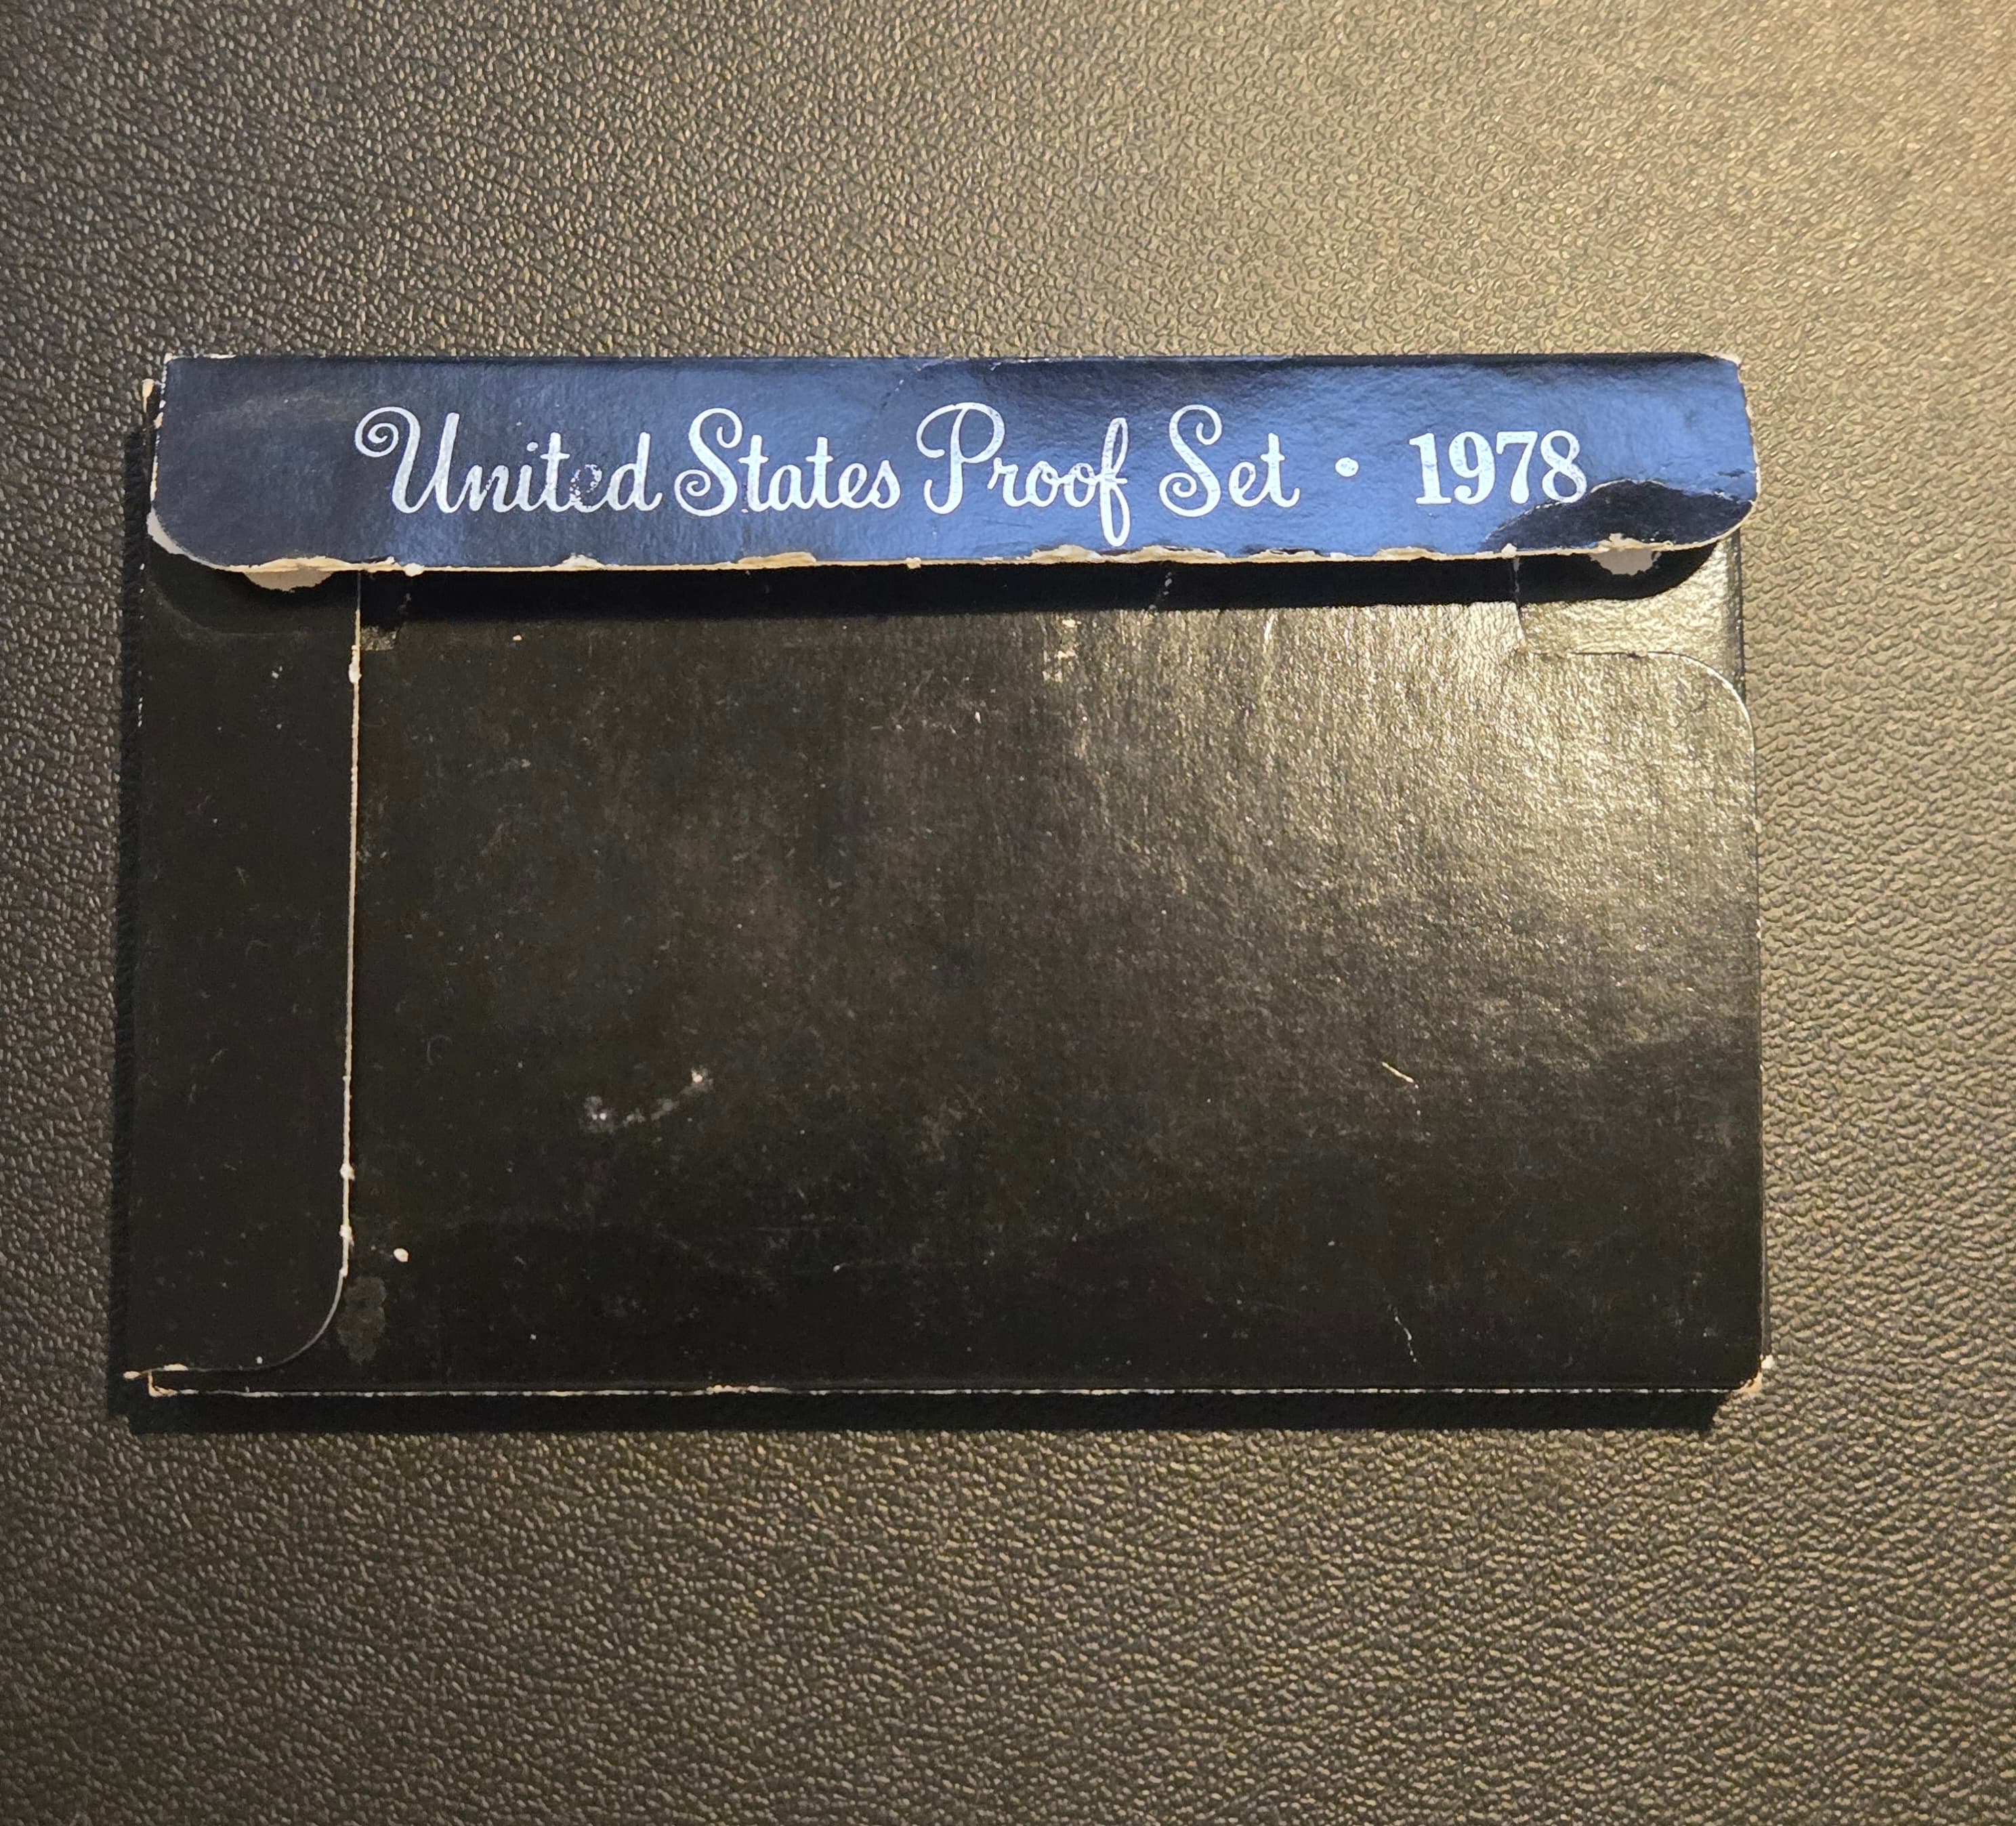 United States Proof Set • 1978